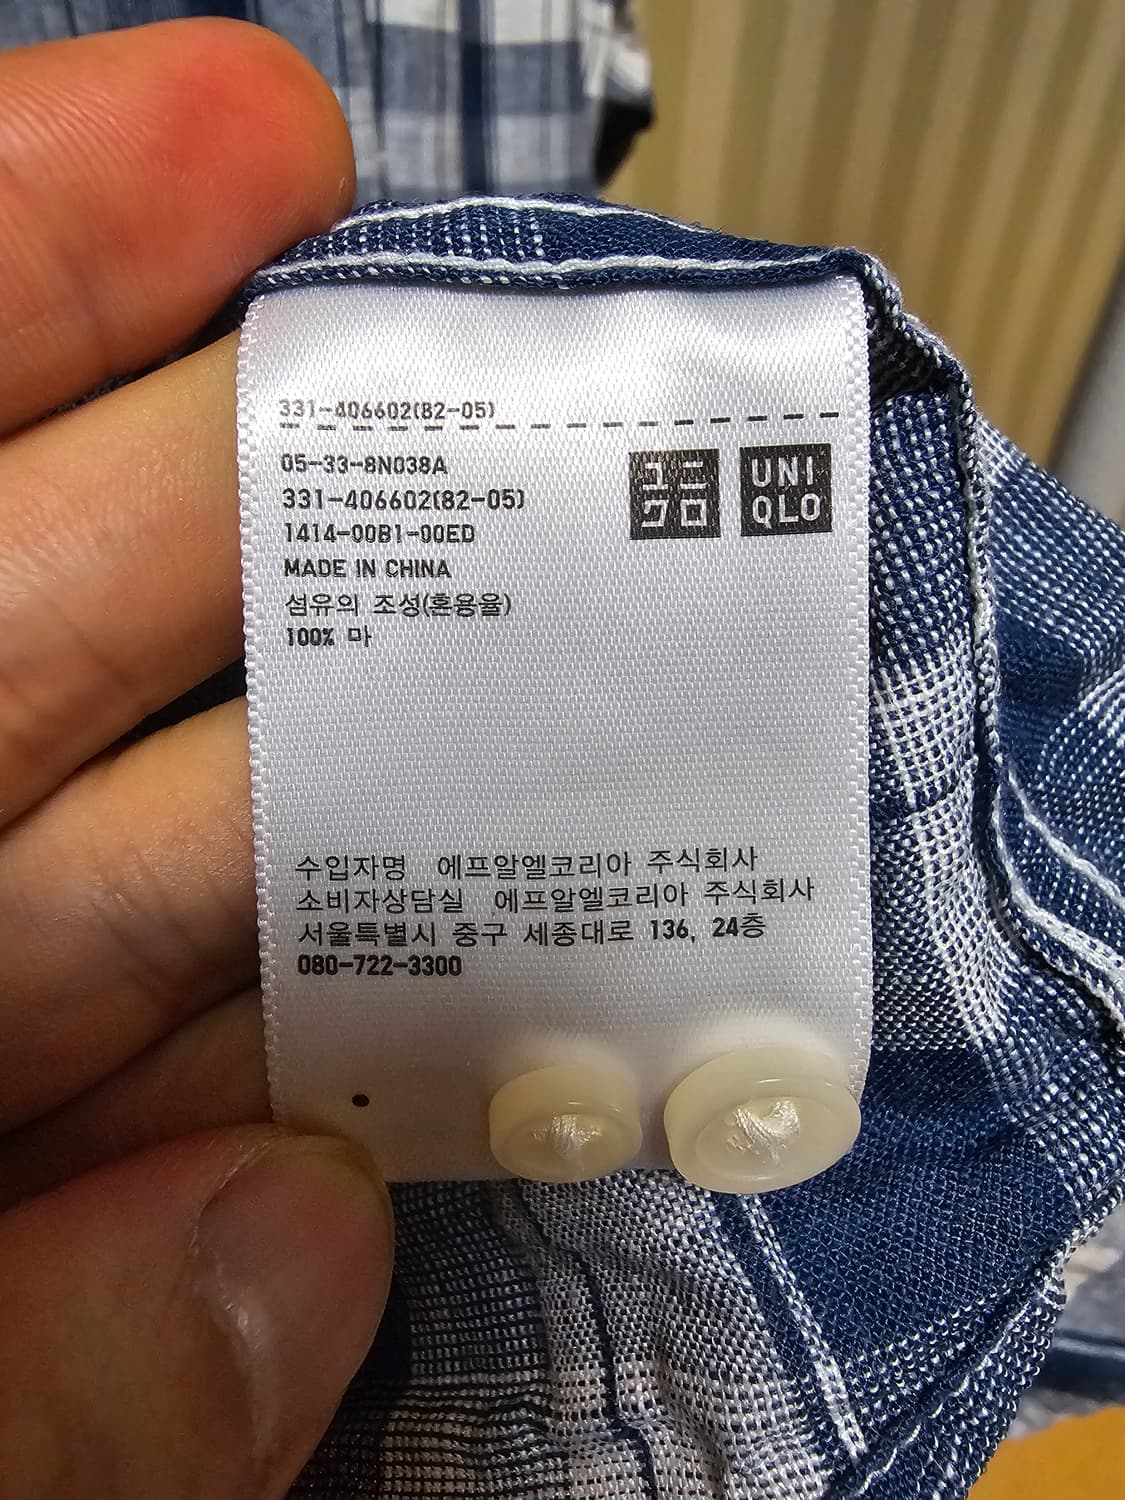 331-406602(82-05)
05-33-8N038A
331-406602(82-05)
1414-00B1-00ED
MADE IN CHINA
섬유의 조성(혼용율)
100% 마
ユニ
クロ
UNI
QLO
수입자명 에프알엘코리아 주식회사
소비자상담실 에프알엘코리아 주식회사
서울특별시 중구 세종대로 136, 24층
080-722-3300